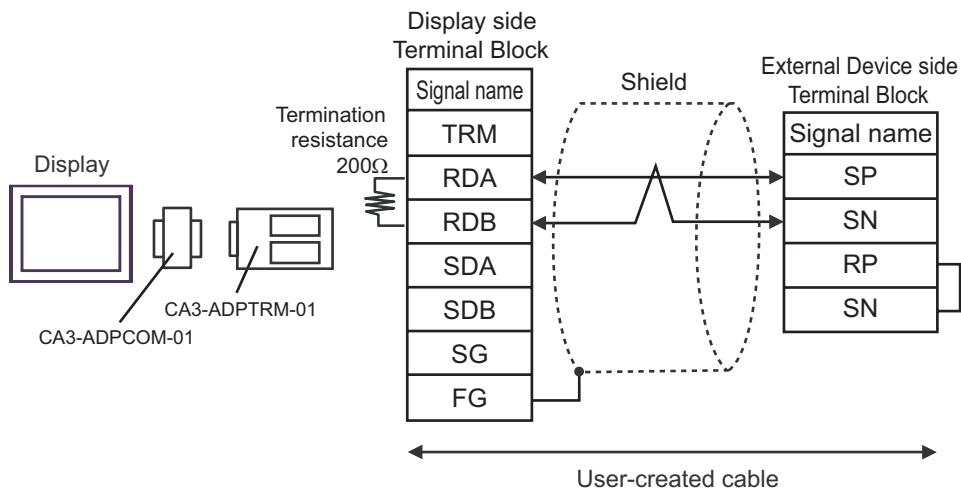 Display side
Terminal Block
Shield
External Device side
Terminal Block
Termination
resistance
200Ω
Display
CA3-ADPTRM-01
CA3-ADPCOM-01
Signal name
TRM
RDA
RDB
SDA
SDB
SG
FG
Signal name
SP
SN
RP
SN
User-created cable